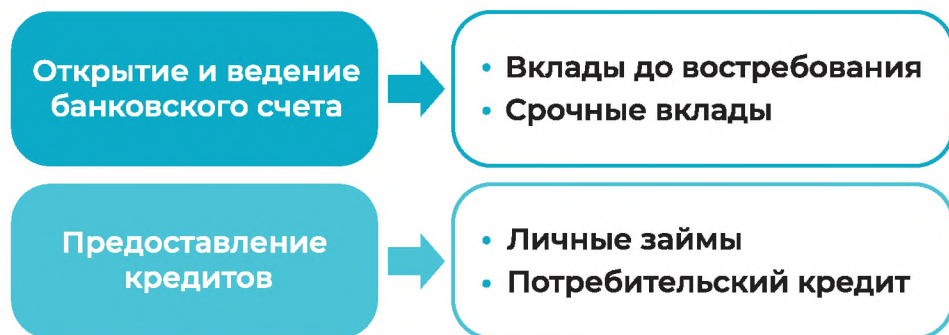 Открытие и ведение
банковского счета
• Вклады до востребования
• Срочные вклады
Предоставление
кредитов
• Личные займы
• Потребительский кредит